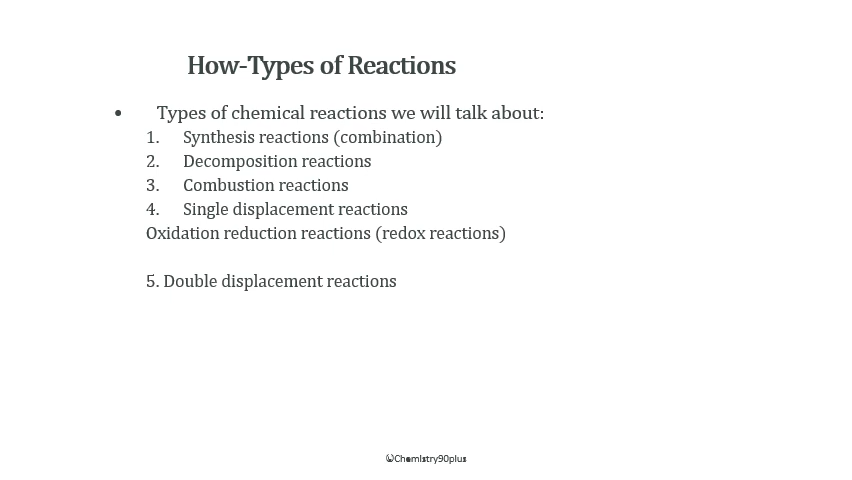 How-Types of Reactions
• Types of chemical reactions we will talk about:
1. Synthesis reactions (combination)
2. Decomposition reactions
3. Combustion reactions
4. Single displacement reactions
Oxidation reduction reactions (redox reactions)
5. Double displacement reactions
©Chemistry90plus